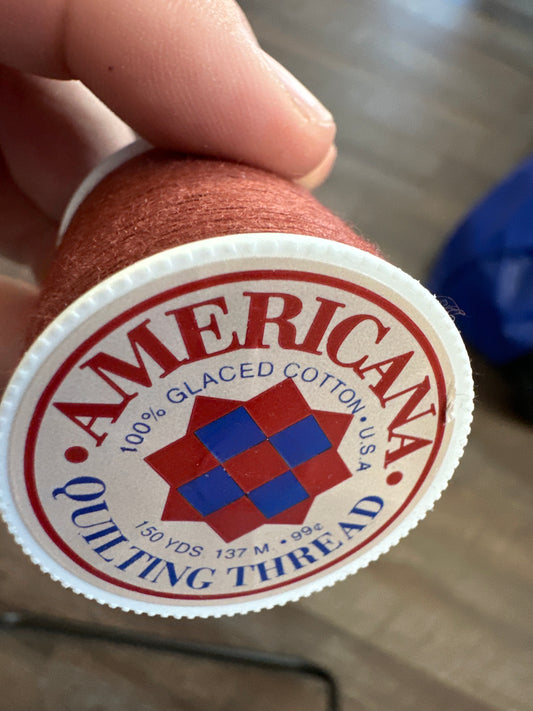 AMERICANA
100% GLACED COTTON • U.S.A
150 YDS. 137 M. • 99¢
QUILTING THREAD